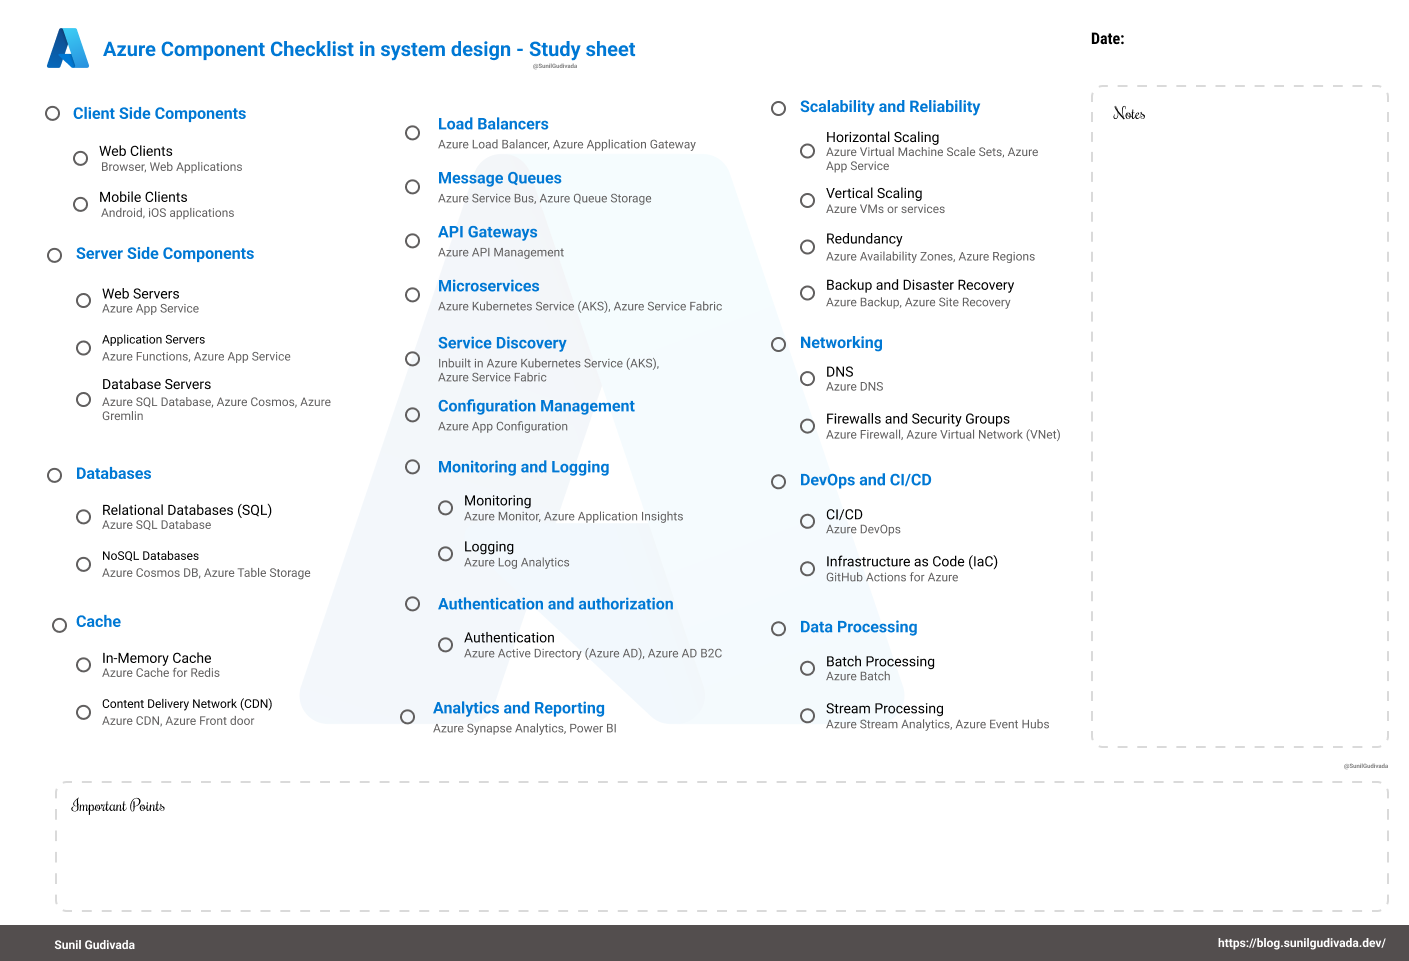 Azure Component Checklist in system design - Study sheet
@SunilGudivada
Date:
Client Side Components
Web Clients
Browser, Web Applications
Mobile Clients
Android, iOS applications
Server Side Components
Web Servers
Azure App Service
Application Servers
Azure Functions, Azure App Service
Database Servers
Azure SQL Database, Azure Cosmos, Azure
Gremlin
Databases
Relational Databases (SQL)
Azure SQL Database
NoSQL Databases
Azure Cosmos DB, Azure Table Storage
Cache
In-Memory Cache
Azure Cache for Redis
Content Delivery Network (CDN)
Azure CDN, Azure Front door
Load Balancers
Azure Load Balancer, Azure Application Gateway
Message Queues
Azure Service Bus, Azure Queue Storage
API Gateways
Azure API Management
Microservices
Azure Kubernetes Service (AKS), Azure Service Fabric
Service Discovery
Inbuilt in Azure Kubernetes Service (AKS),
Azure Service Fabric
Configuration Management
Azure App Configuration
Monitoring and Logging
Monitoring
Azure Monitor, Azure Application Insights
Logging
Azure Log Analytics
Authentication and authorization
Authentication
Azure Active Directory (Azure AD), Azure AD B2C
Analytics and Reporting
Azure Synapse Analytics, Power BI
Scalability and Reliability
Horizontal Scaling
Azure Virtual Machine Scale Sets, Azure
App Service
Vertical Scaling
Azure VMs or services
Redundancy
Azure Availability Zones, Azure Regions
Backup and Disaster Recovery
Azure Backup, Azure Site Recovery
Networking
DNS
Azure DNS
Firewalls and Security Groups
Azure Firewall, Azure Virtual Network (VNet)
DevOps and CI/CD
CI/CD
Azure DevOps
Infrastructure as Code (IaC)
GitHub Actions for Azure
Data Processing
Batch Processing
Azure Batch
Stream Processing
Azure Stream Analytics, Azure Event Hubs
Notes
@SunilGudivada
Important Points
Sunil Gudivada
https://blog.sunilgudivada.dev/